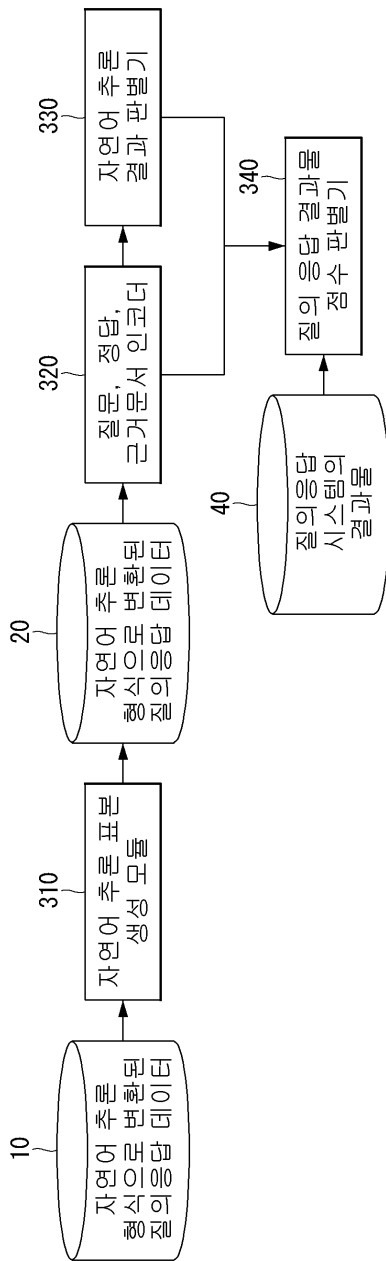 10
자연어 추론
형식으로 변환된
질의응답 데이터
310
자연어 추론 표본
생성 모듈
20
자연어 추론
형식으로 변환된
질의응답 데이터
320
질문, 정답,
근거문서 인코더
330
자연어 추론
결과 판별기
40
질의응답
시스템의
결과물
340
질의 응답 결과물
점수 판별기